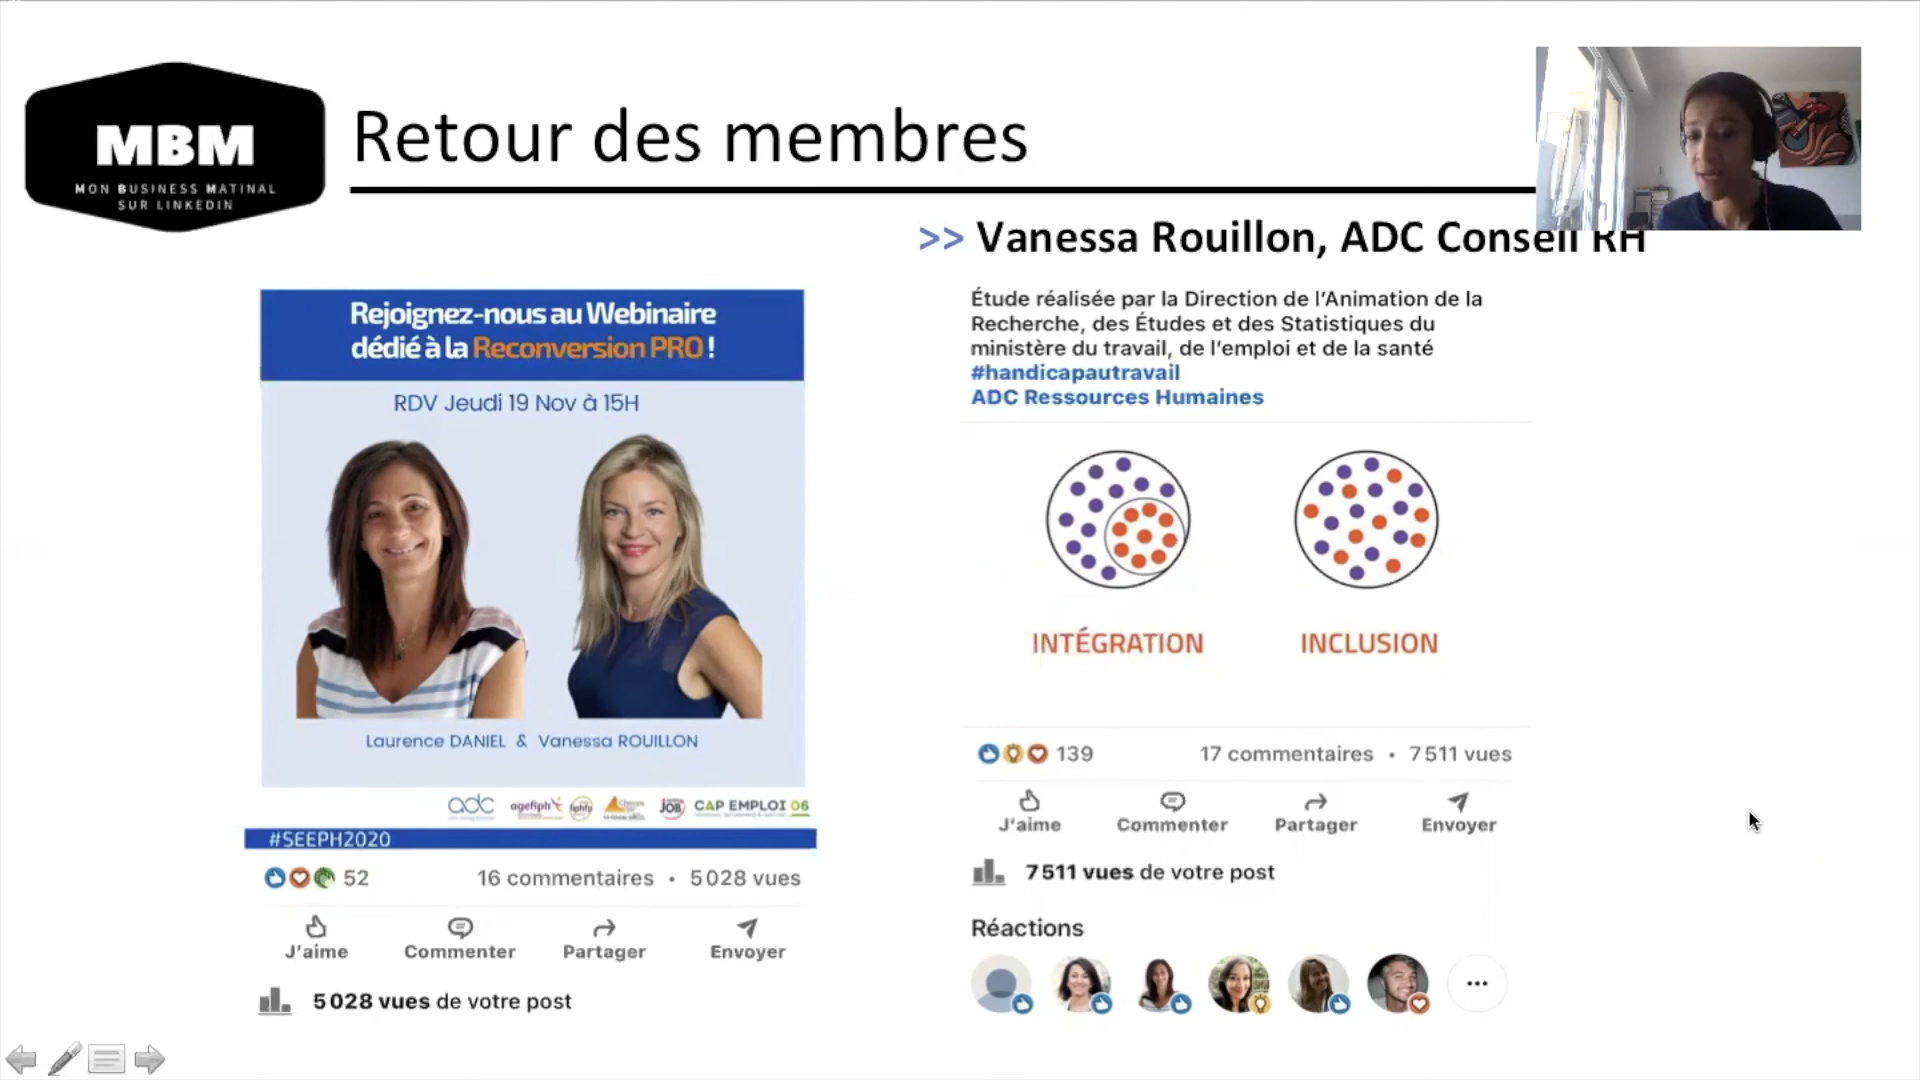 MBM
MON BUSINESS MATINAL
SUR LINKEDIN
Retour des membres
>> Vanessa Rouillon, ADC Conseil RH
Rejoignez-nous au Webinaire
dédié à la Reconversion PRO !
RDV Jeudi 19 Nov à 15H
Laurence DANIEL & Vanessa ROUILLON
adc agefiph fiphfp JOB CAP EMPLOI 06
#SEEPH2020
52 16 commentaires • 5 028 vues
J'aime Commenter Partager Envoyer
5 028 vues de votre post
Étude réalisée par la Direction de l'Animation de la
Recherche, des Études et des Statistiques du
ministère du travail, de l'emploi et de la santé
#handicapautravail
ADC Ressources Humaines
INTÉGRATION INCLUSION
139 17 commentaires • 7 511 vues
J'aime Commenter Partager Envoyer
7 511 vues de votre post
Réactions